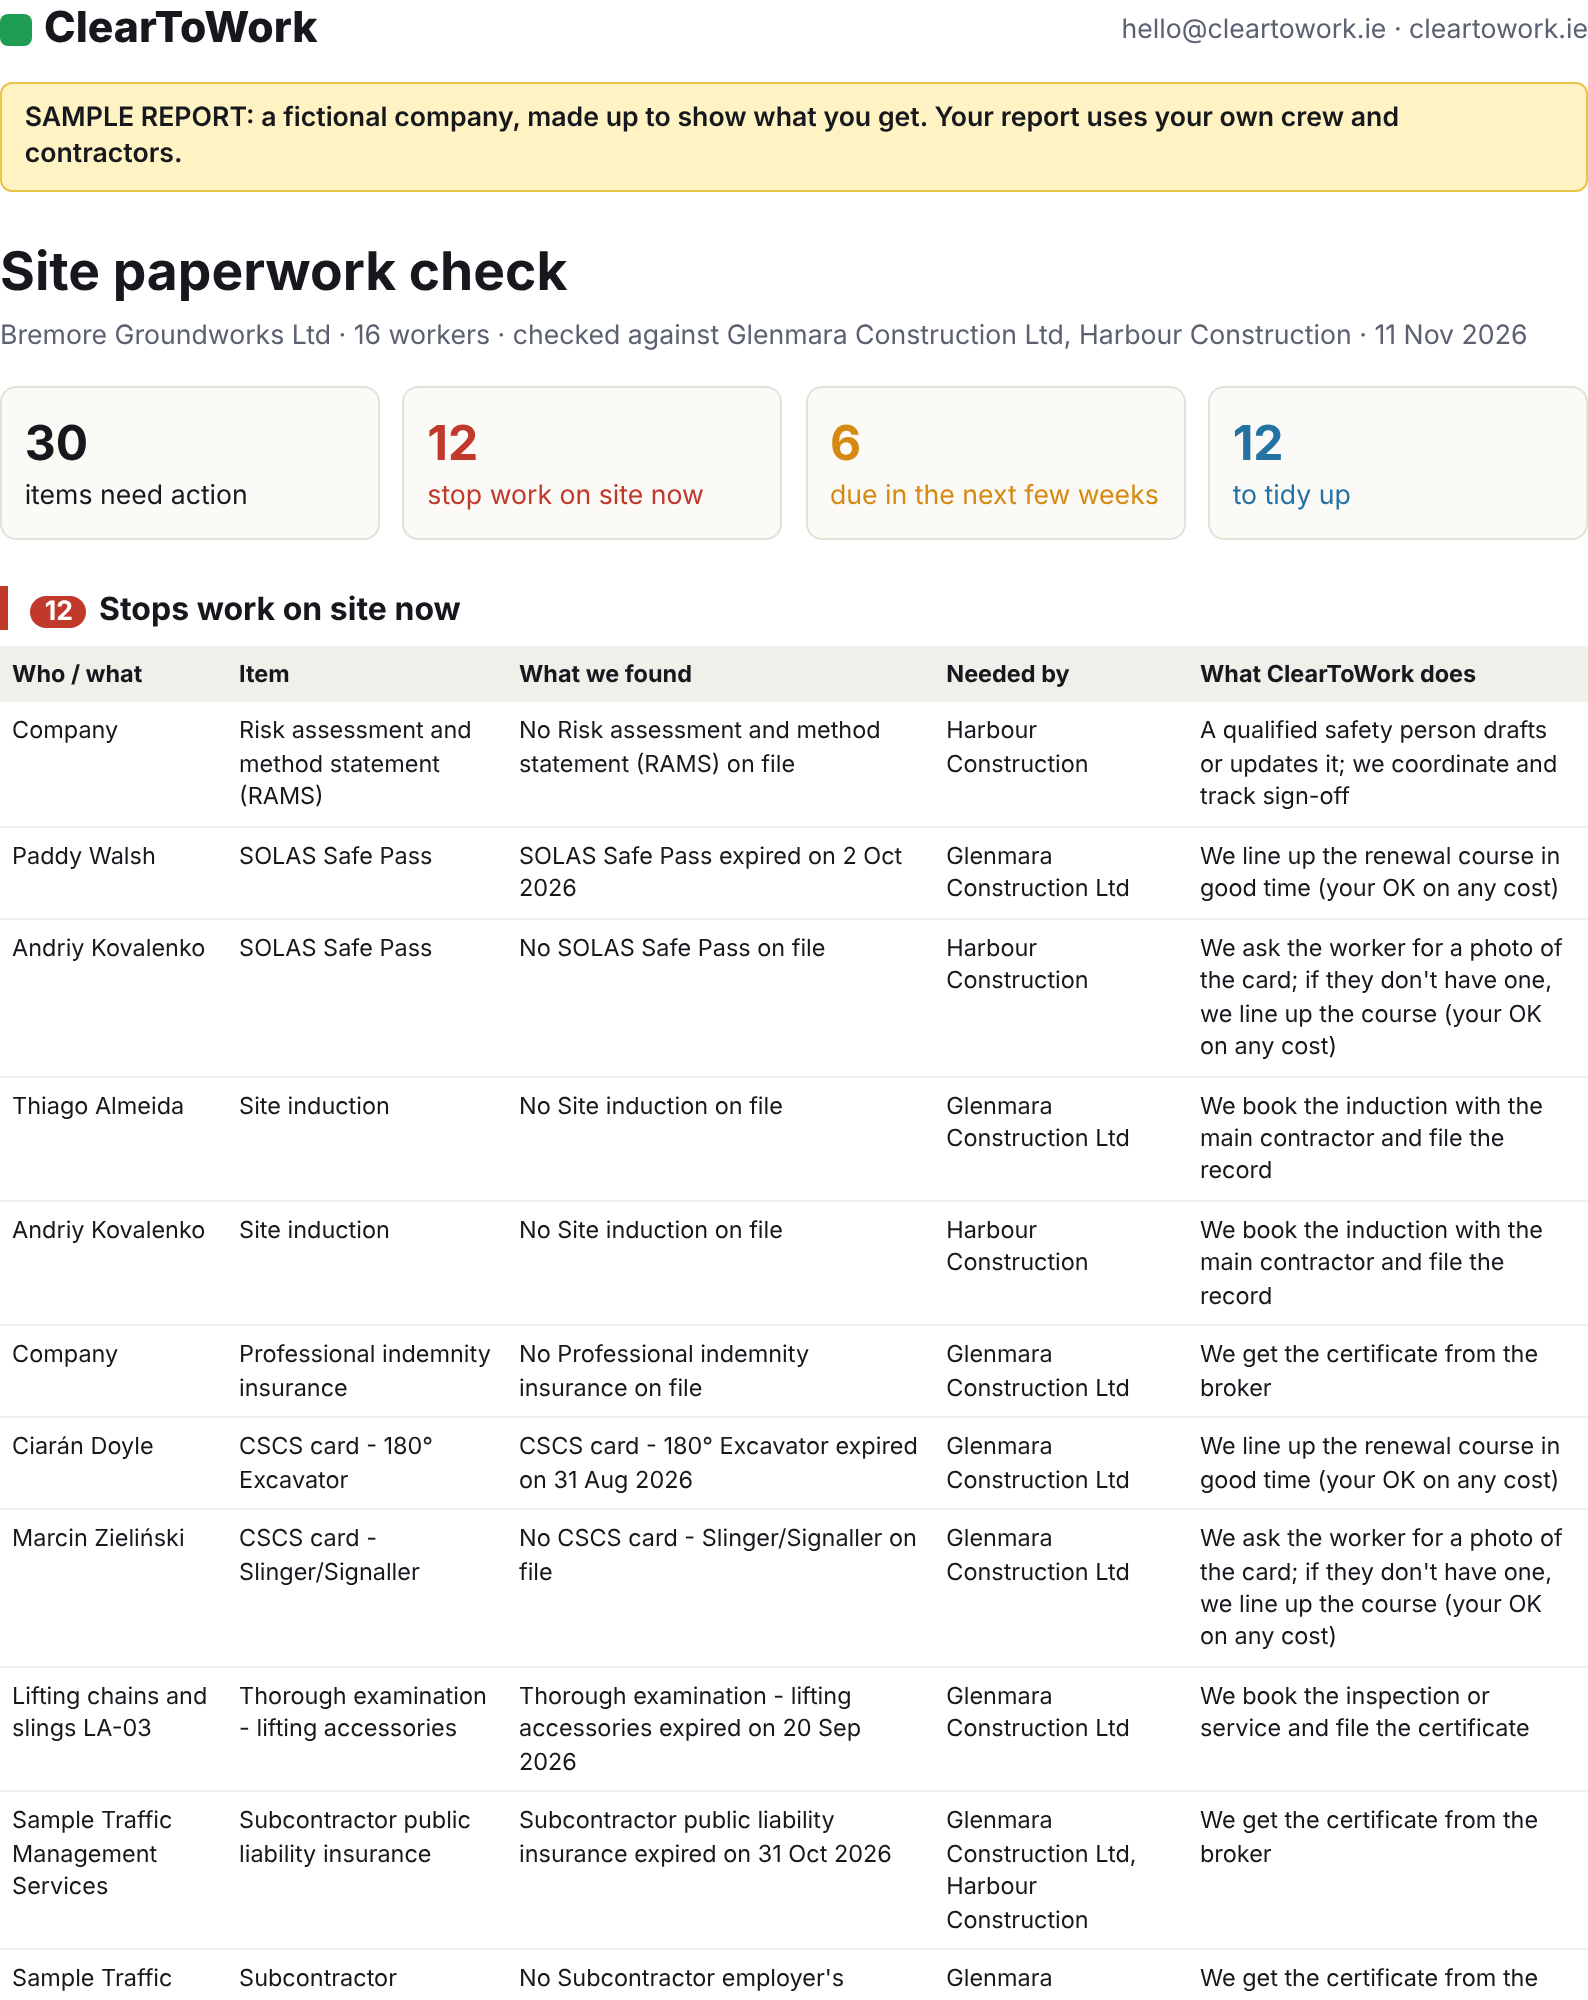 ClearToWork
hello@cleartowork.ie · cleartowork.ie
SAMPLE REPORT: a fictional company, made up to show what you get. Your report uses your own crew and
contractors.
Site paperwork check
Bremore Groundworks Ltd · 16 workers · checked against Glenmara Construction Ltd, Harbour Construction · 11 Nov 2026
30
items need action
12
stop work on site now
6
due in the next few weeks
12
to tidy up
12 Stops work on site now
Who / what
Item
What we found
Needed by
What ClearToWork does
Company
Risk assessment and
method statement
(RAMS)
No Risk assessment and method
statement (RAMS) on file
Harbour
Construction
A qualified safety person drafts
or updates it; we coordinate and
track sign-off
Paddy Walsh
SOLAS Safe Pass
SOLAS Safe Pass expired on 2 Oct
2026
Glenmara
Construction Ltd
We line up the renewal course in
good time (your OK on any cost)
Andriy Kovalenko
SOLAS Safe Pass
No SOLAS Safe Pass on file
Harbour
Construction
We ask the worker for a photo of
the card; if they don't have one,
we line up the course (your OK
on any cost)
Thiago Almeida
Site induction
No Site induction on file
Glenmara
Construction Ltd
We book the induction with the
main contractor and file the
record
Andriy Kovalenko
Site induction
No Site induction on file
Harbour
Construction
We book the induction with the
main contractor and file the
record
Company
Professional indemnity
insurance
No Professional indemnity
insurance on file
Glenmara
Construction Ltd
We get the certificate from the
broker
Ciarán Doyle
CSCS card - 180°
Excavator
CSCS card - 180° Excavator expired
on 31 Aug 2026
Glenmara
Construction Ltd
We line up the renewal course in
good time (your OK on any cost)
Marcin Zieliński
CSCS card -
Slinger/Signaller
No CSCS card - Slinger/Signaller on
file
Glenmara
Construction Ltd
We ask the worker for a photo of
the card; if they don't have one,
we line up the course (your OK
on any cost)
Lifting chains and
slings LA-03
Thorough examination
- lifting accessories
Thorough examination - lifting
accessories expired on 20 Sep
2026
Glenmara
Construction Ltd
We book the inspection or
service and file the certificate
Sample Traffic
Management
Services
Subcontractor public
liability insurance
Subcontractor public liability
insurance expired on 31 Oct 2026
Glenmara
Construction Ltd,
Harbour
Construction
We get the certificate from the
broker
Sample Traffic
Subcontractor
No Subcontractor employer's
Glenmara
We get the certificate from the